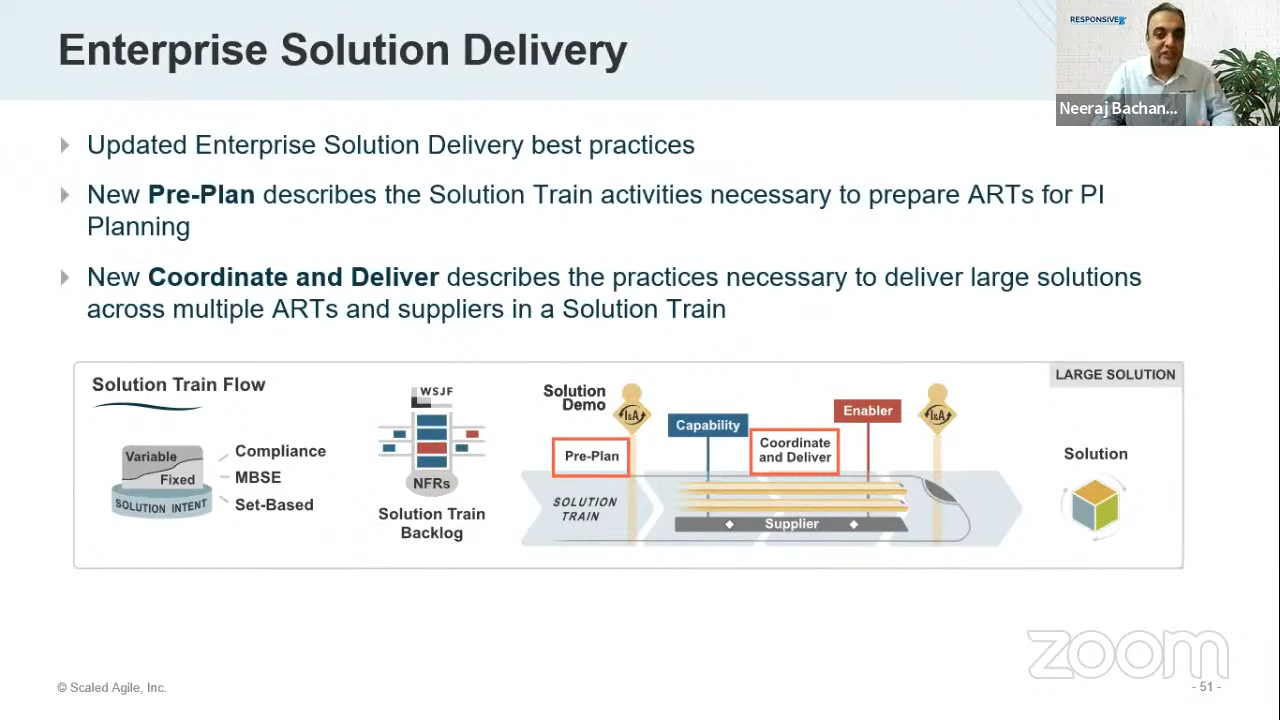 Enterprise Solution Delivery
RESPONSIVE
Neeraj Bachan...
Updated Enterprise Solution Delivery best practices
New Pre-Plan describes the Solution Train activities necessary to prepare ARTs for PI
Planning
New Coordinate and Deliver describes the practices necessary to deliver large solutions
across multiple ARTs and suppliers in a Solution Train
Solution Train Flow
LARGE SOLUTION
Variable
Fixed
SOLUTION INTENT
Compliance
MBSE
Set-Based
WSJF
NFRs
Solution Train
Backlog
Solution
Demo
I&A
Pre-Plan
SOLUTION
TRAIN
Capability
Coordinate
and Deliver
Enabler
Supplier
I&A
Solution
zoom
© Scaled Agile, Inc.
- 51 -